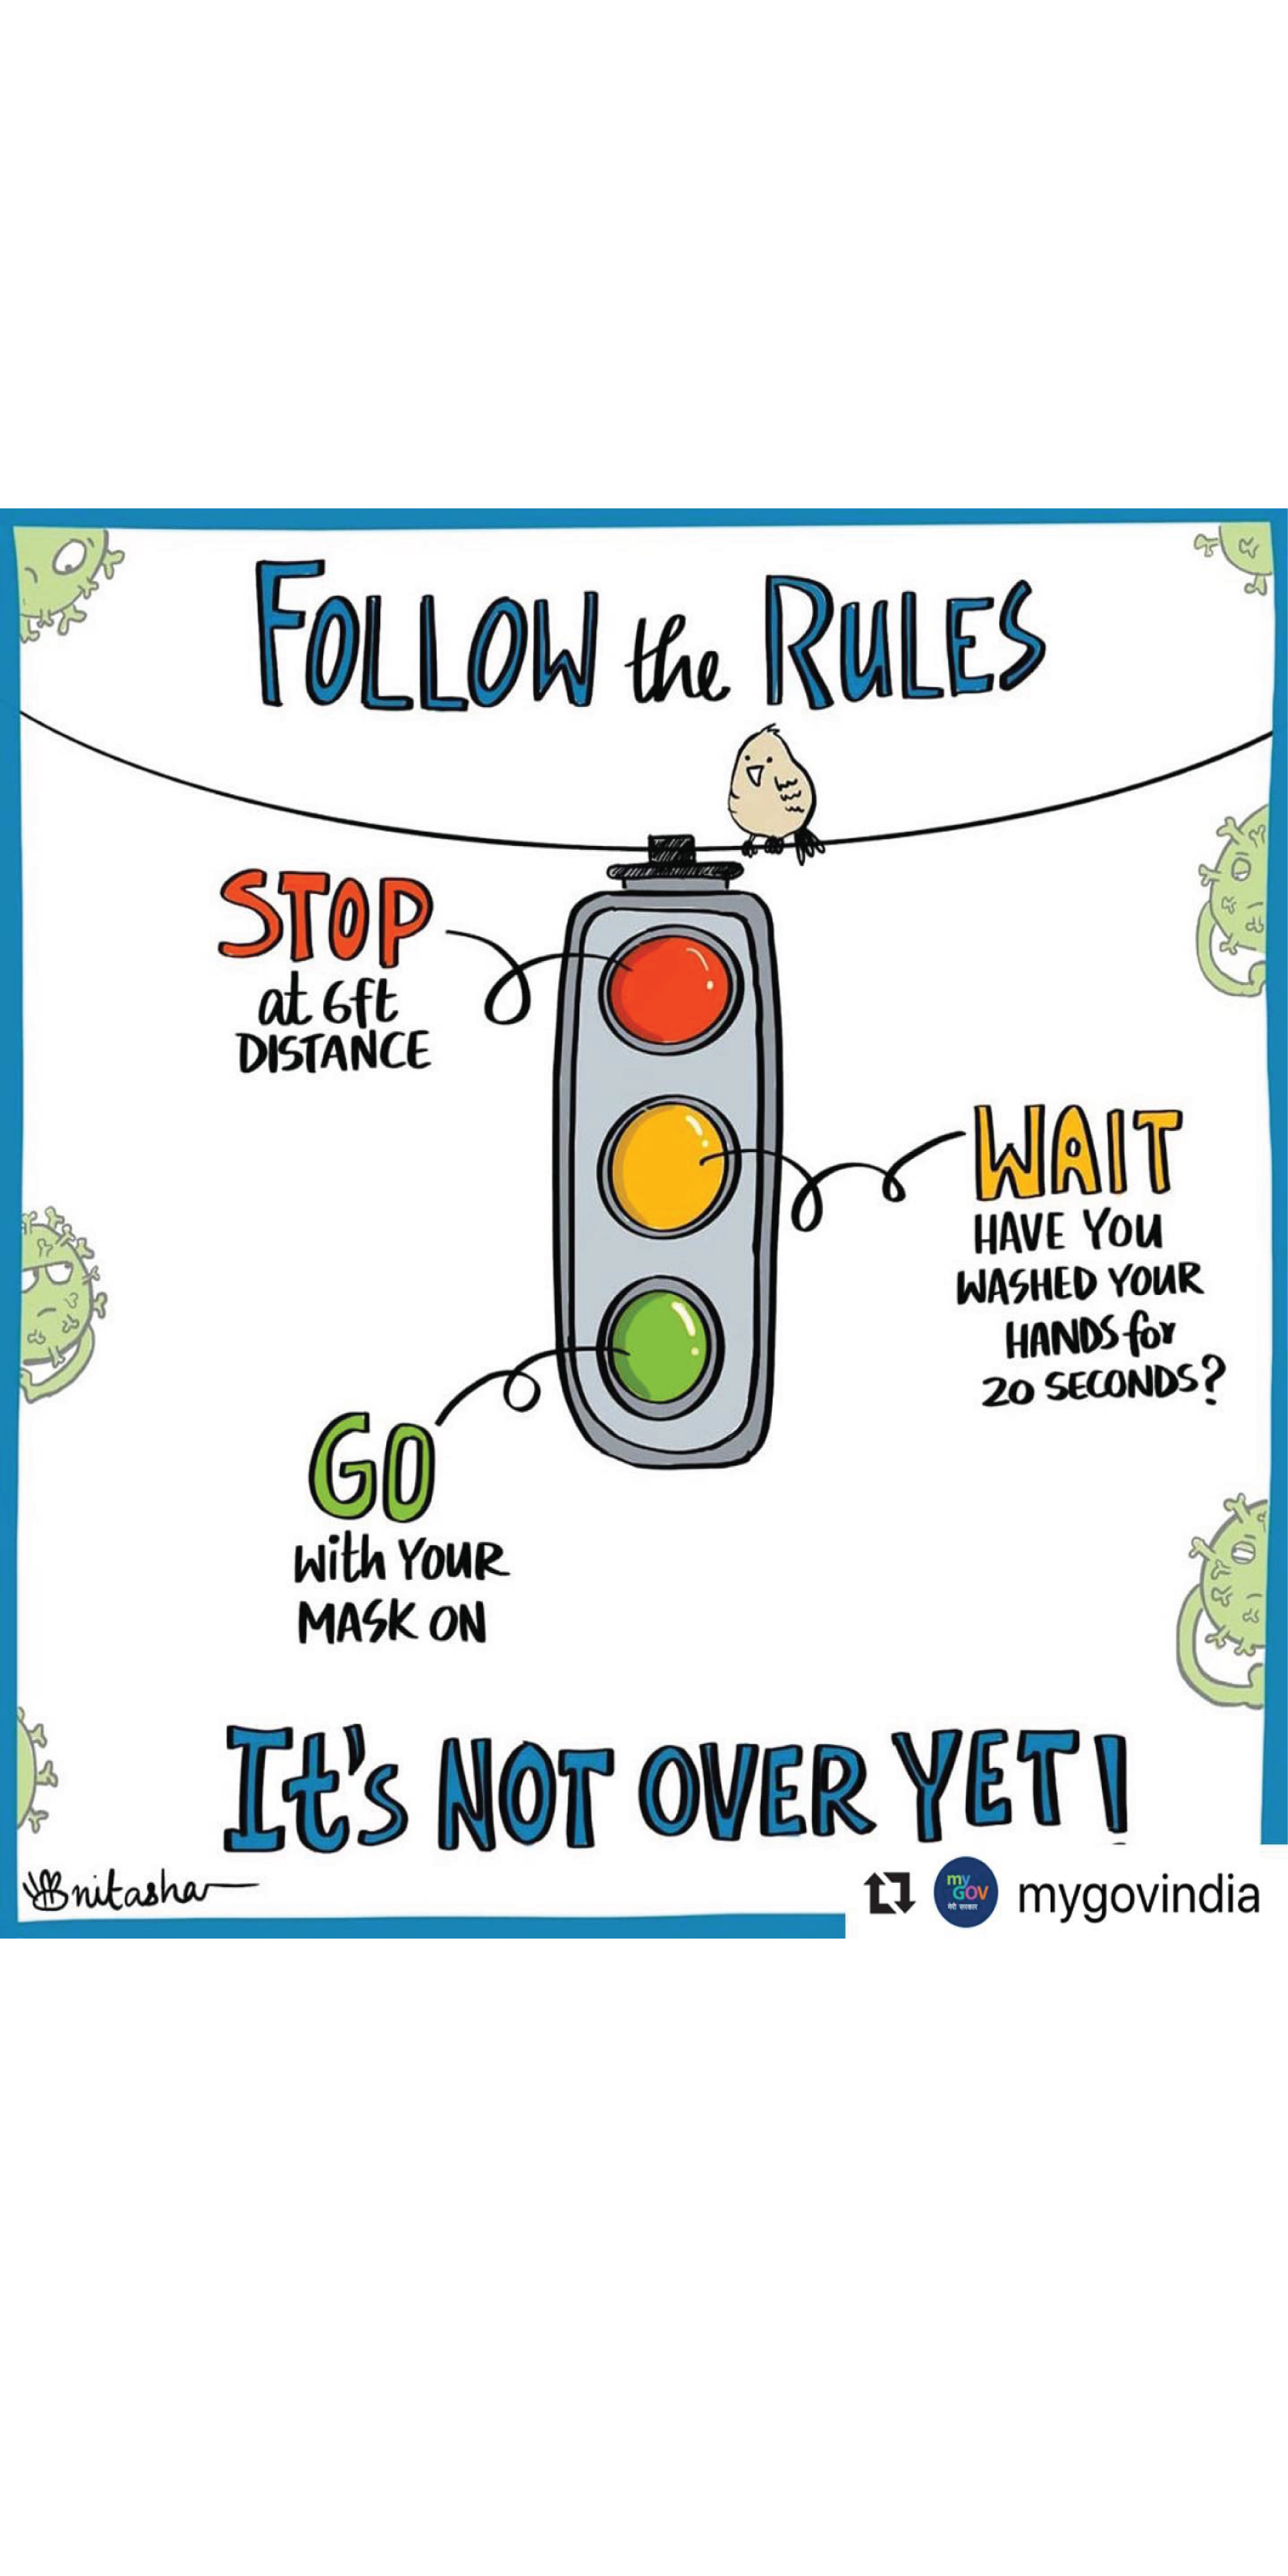 FOLLOW the RULES
STOP
at 6ft
DISTANCE
WAIT
HAVE YOU
WASHED YOUR
HANDS for
20 SECONDS?
GO
with YOUR
MASK ON
It's NOT OVER YET!
nitasha
my
GOV
मेरी सरकार
mygovindia